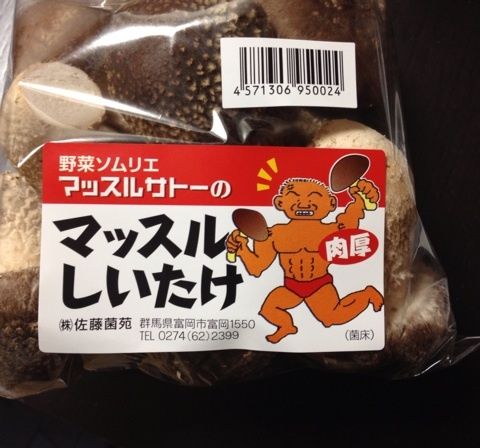 4571306950024
野菜ソムリエ
マッスルサトーの
マッスル
しいたけ
肉厚
㈱佐藤菌苑 群馬県富岡市富岡1550
TEL 0274(62)2399
(菌床)